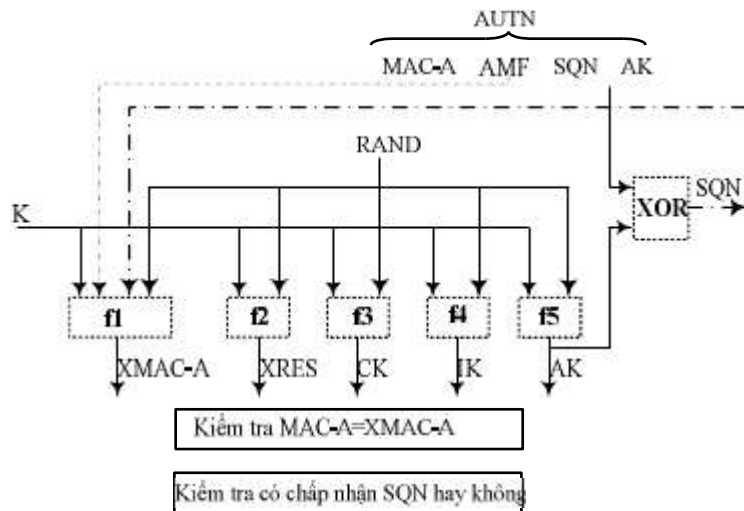 AUTN
MAC-A AMF SQN AK
RAND
K
XOR
SQN
f1 f2 f3 f4 f5
XMAC-A XRES CK IK AK
Kiểm tra MAC-A=XMAC-A
Kiểm tra có chấp nhận SQN hay không